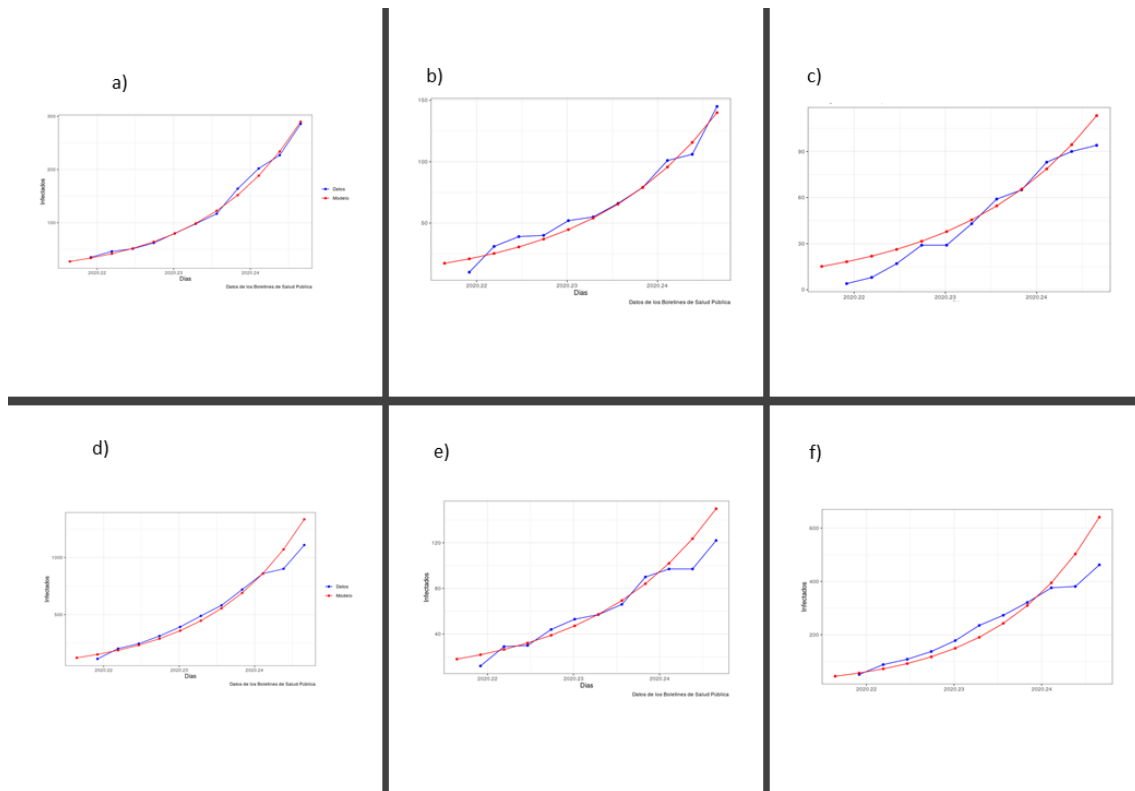 a)
300
200
100
Infectados
2020.22
2020.23
2020.24
Días
Datos
Modelo
Datos de los Boletines de Salud Pública
b)
150
100
50
2020.22
2020.23
2020.24
Días
Datos de los Boletines de Salud Pública
c)
90
60
30
0
2020.22
2020.23
2020.24
d)
1000
500
Infectados
2020.22
2020.23
2020.24
Días
Datos
Modelo
Datos de los Boletines de Salud Pública
e)
120
80
40
Infectados
2020.22
2020.23
2020.24
Días
Datos de los Boletines de Salud Pública
f)
600
400
200
Infectados
2020.22
2020.23
2020.24